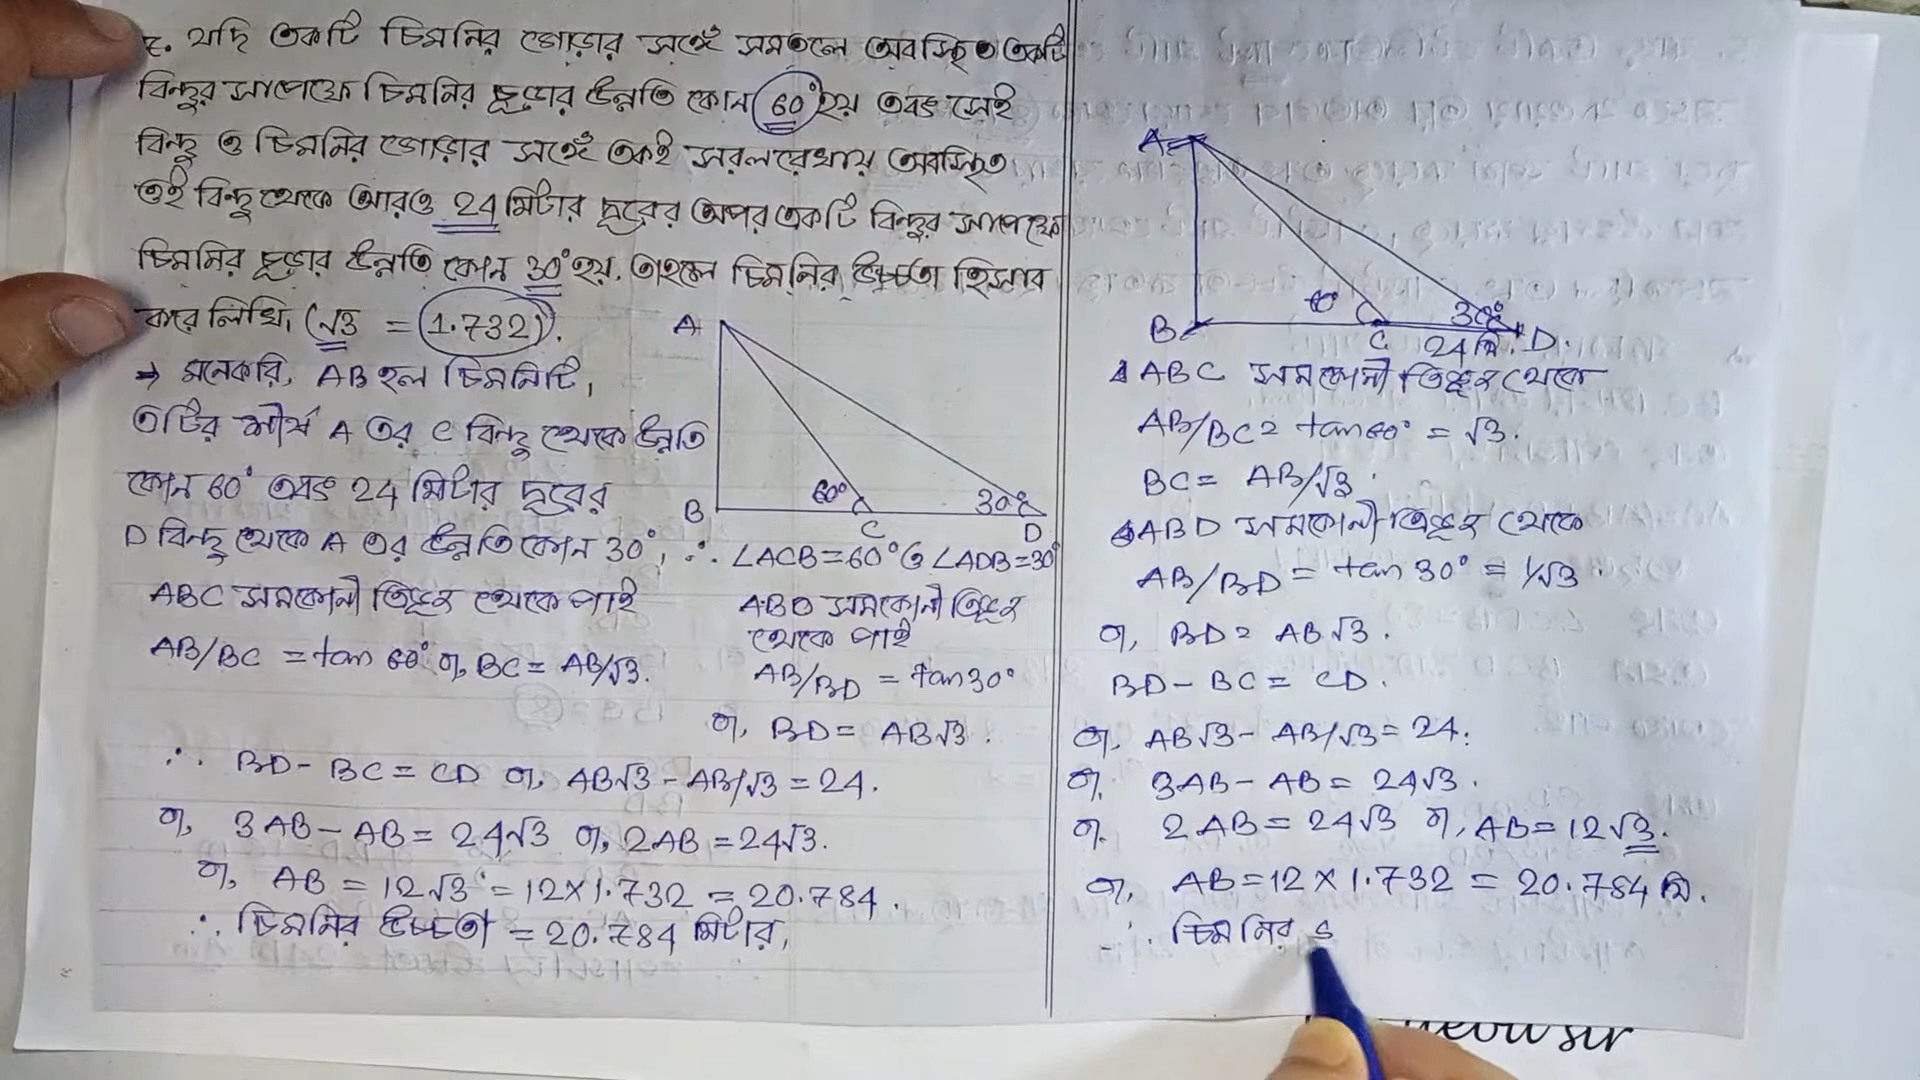 ৮. যদি একটি চিমনির গোড়ার সঙ্গে সমতলে অবস্থিত একটি
বিন্দুর সাপেক্ষে চিমনির চূড়ার উন্নতি কোন 60° হয় এবং সেই
বিন্দু ও চিমনির গোড়ার সঙ্গে একই সরলরেখায় অবস্থিত
ওই বিন্দু থেকে আরও 24 মিটার দূরের অপর একটি বিন্দুর সাপেক্ষে
চিমনির চূড়ার উন্নতি কোন 30° হয়. তাহলে চিমনির উচ্চতা হিসাব
করে লিখি, (√3 = 1.732).
→ মনেকরি, AB হল চিমনিটি,
এটির শীর্ষ A এর C বিন্দু থেকে উন্নতি
কোন 60° এবঙ 24 মিটার দূরের
D বিন্দু থেকে A এর উন্নতি কোন 30°, ∴ ∠ACB=60° ও ∠ADB=30°
A
B
60°
C
30°
D
ABC সমকোনী ত্রিভুজ থেকে পাই
AB/BC = tan 60° বা, BC = AB/√3.
ABD সমকোনী ত্রিভুজ
থেকে পাই
AB/BD = tan30°
বা, BD = AB√3.
∴ BD - BC = CD বা, AB√3 - AB/√3 = 24.
বা, 3AB - AB = 24√3 বা, 2AB = 24√3.
বা, AB = 12√3 = 12×1.732 = 20.784.
∴ চিমনির উচ্চতা = 20.784 মিটার,
A
B
60°
C
30°
24 মি.
D.
ABC সমকোনী ত্রিভুজ থেকে
AB/BC = tan60° = √3.
BC = AB/√3.
ABD সমকোনী ত্রিভুজ থেকে
AB/BD = tan 30° = 1/√3.
বা, BD = AB√3.
BD - BC = CD.
বা, AB√3 - AB/√3 = 24.
বা, 3AB - AB = 24√3.
বা, 2AB = 24√3 বা, AB = 12√3.
বা, AB = 12 × 1.732 = 20.784 মি.
∴ চিমনির
sir